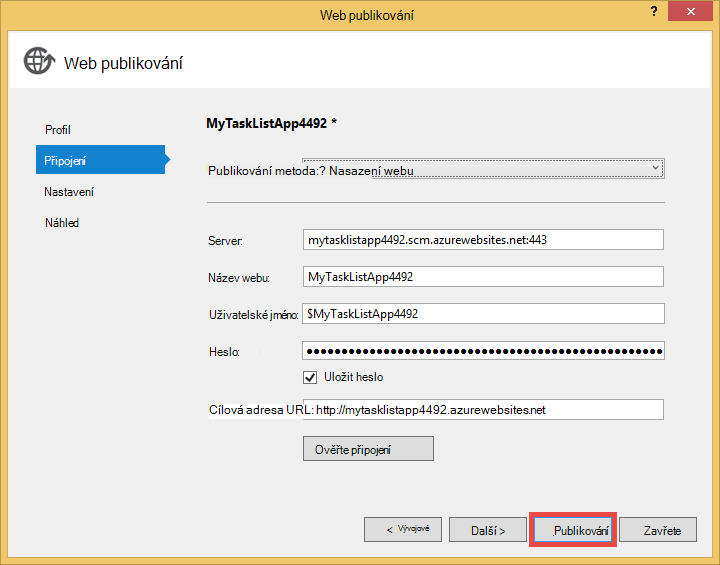 Web publikování
?
Web publikování
Profil
Připojení
Nastavení
Náhled
MyTaskListApp4492 *
Publikování metoda:? Nasazení webu
Server: mytasklistapp4492.scm.azurewebsites.net:443
Název webu: MyTaskListApp4492
Uživatelské jméno: $MyTaskListApp4492
Heslo:
Uložit heslo
Cílová adresa URL: http://mytasklistapp4492.azurewebsites.net
Ověřte připojení
< Vývojové
Další >
.Publikování
Zavřete